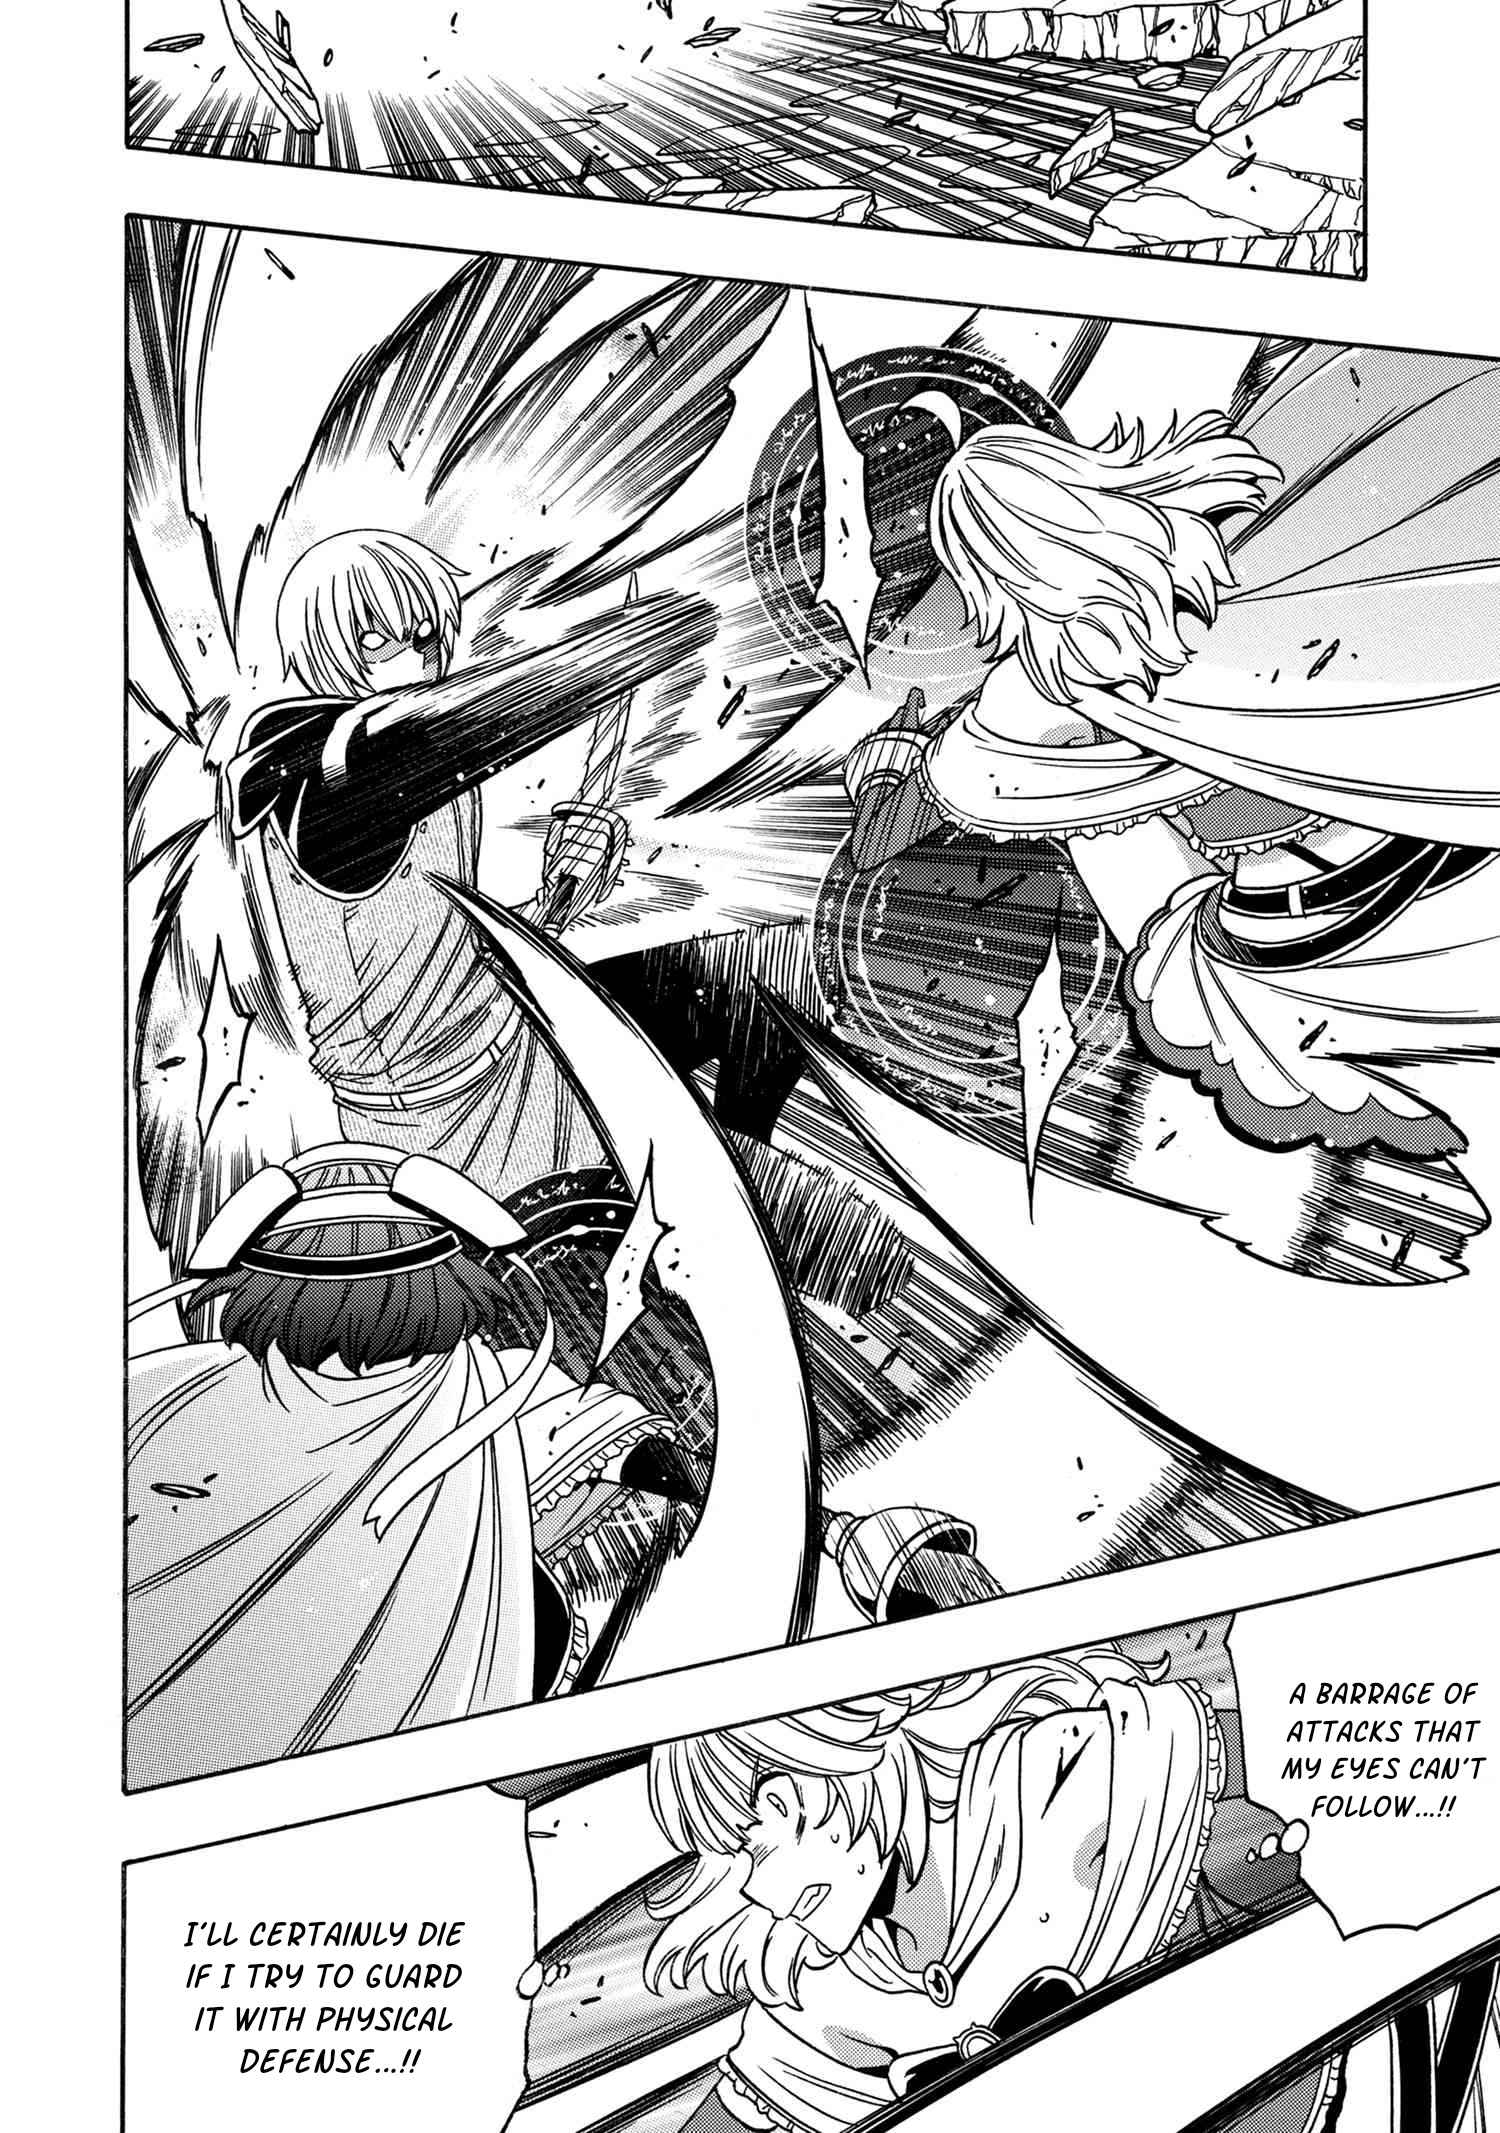 A BARRAGE OF
ATTACKS THAT
MY EYES CAN'T
FOLLOW...!!
I'LL CERTAINLY DIE
IF I TRY TO GUARD
IT WITH PHYSICAL
DEFENSE...!!